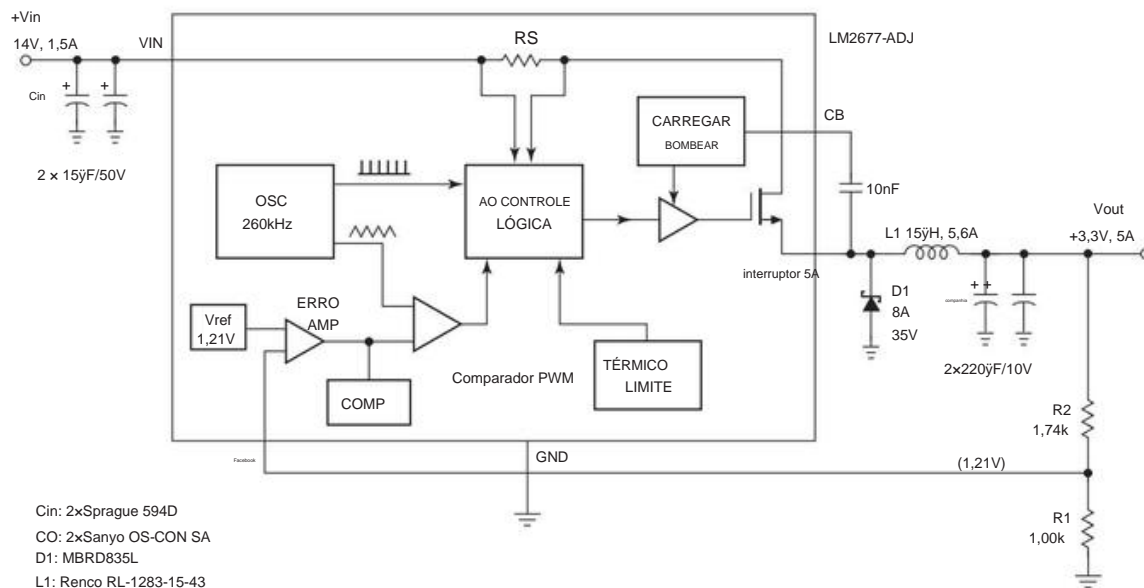 +Vin
14V, 1,5A
VIN
Cin
+
+
2 × 15ÿF/50V
RS
LM2677-ADJ
CARREGAR
BOMBEAR
CB
10nF
OSC
260kHz
AO CONTROLE
LÓGICA
interruptor 5A
L1 15ÿH, 5,6A
Vout
+3,3V, 5A
D1
8A
35V
+ +
companhia
2×220ÿF/10V
Vref
1,21V
ERRO
AMP
COMP
Comparador PWM
TÉRMICO
LIMITE
R2
1,74k
Facebook
GND
(1,21V)
R1
1,00k
Cin: 2×Sprague 594D
CO: 2×Sanyo OS-CON SA
D1: MBRD835L
L1: Renco RL-1283-15-43